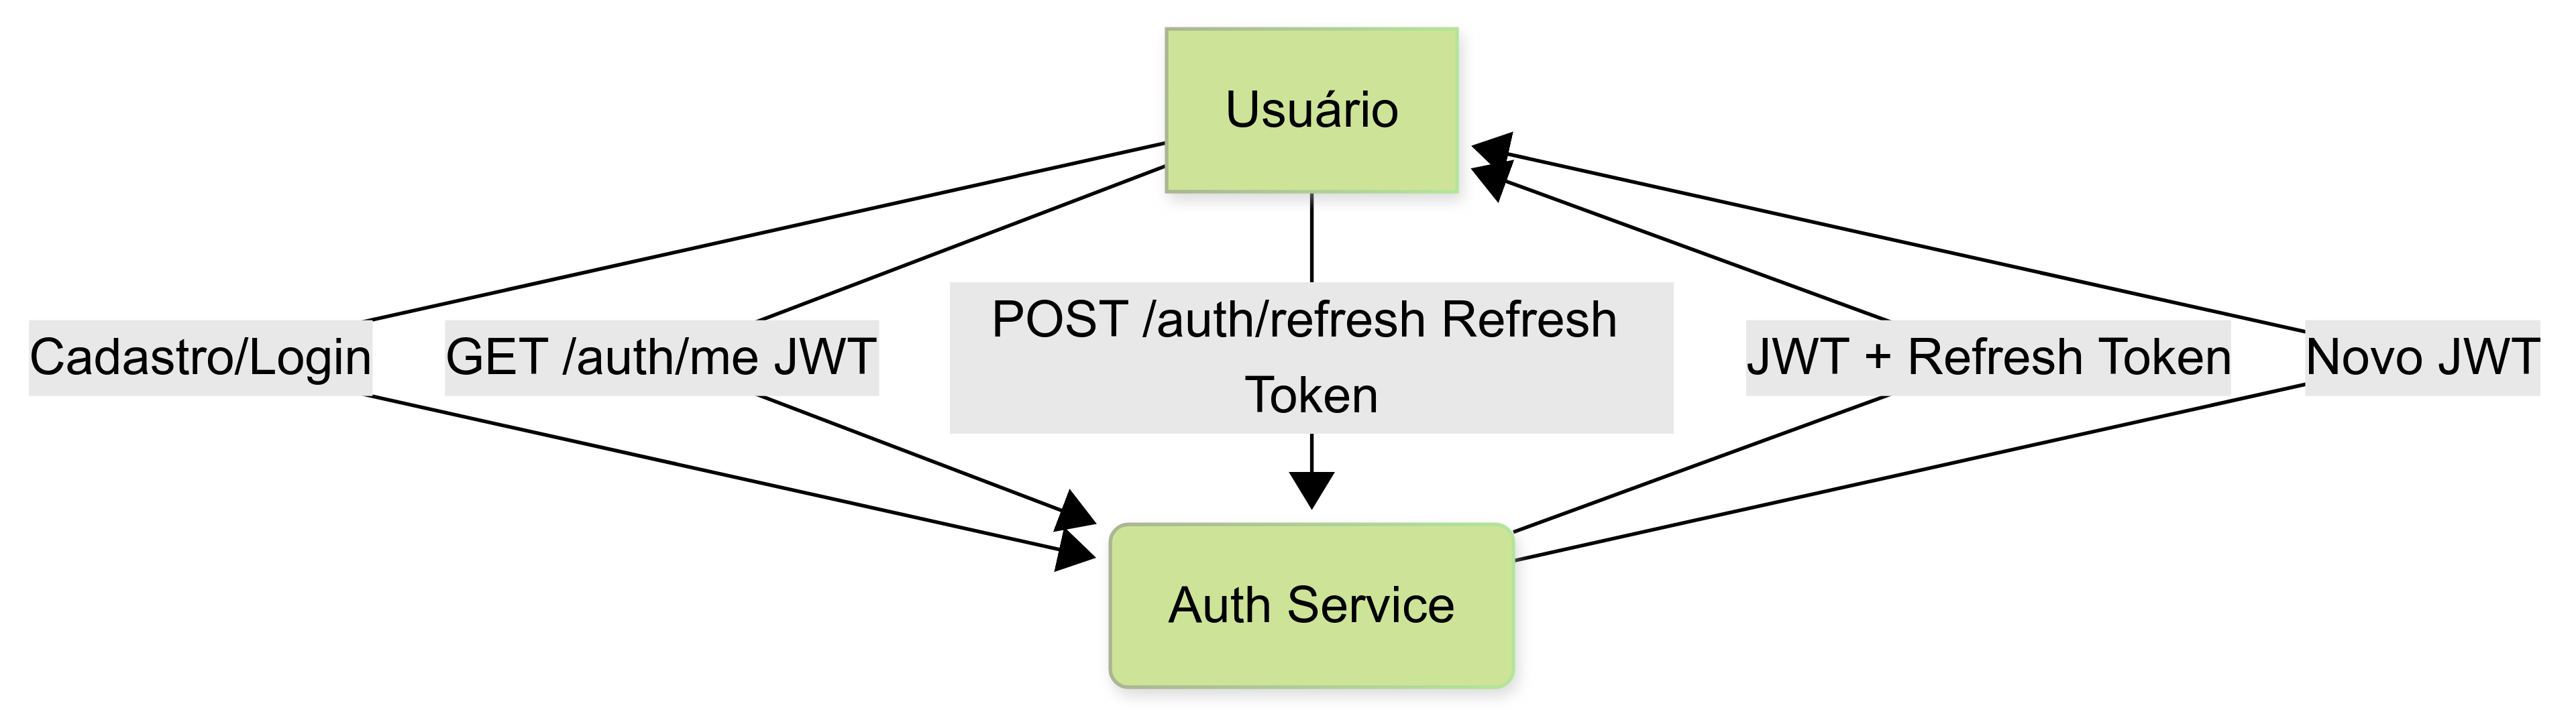 Usuário
Cadastro/Login
GET /auth/me JWT
POST /auth/refresh Refresh
Token
JWT + Refresh Token
Novo JWT
Auth Service